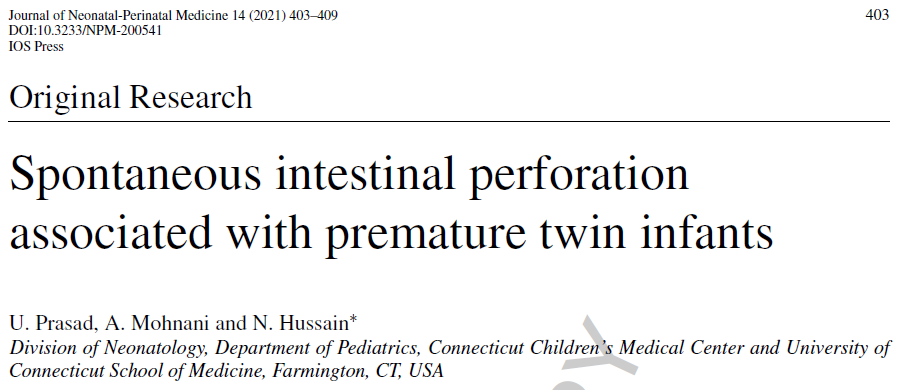 Journal of Neonatal-Perinatal Medicine 14 (2021) 403–409
403
DOI:10.3233/NPM-200541
IOS Press
Original Research
Spontaneous intestinal perforation
associated with premature twin infants
U. Prasad, A. Mohnani and N. Hussain*
Division of Neonatology, Department of Pediatrics, Connecticut Children's Medical Center and University of
Connecticut School of Medicine, Farmington, CT, USA